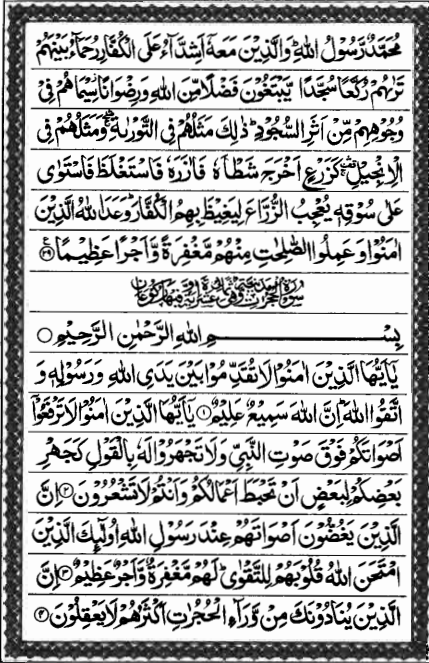 مُحَمَّدٌ رَّسُوْلُ اللّٰهِ ؕ وَالَّذِيْنَ مَعَهٗۤ اَشِدَّآءُ عَلَى الْكُفَّارِ رُحَمَآءُ بَيْنَهُمْ
تَرٰىهُمْ رُكَّعًا سُجَّدًا يَّبْتَغُوْنَ فَضْلًا مِّنَ اللّٰهِ وَرِضْوَانًا ؗ سِيْمَاهُمْ فِيْ
وُجُوْهِهِمْ مِّنْ اَثَرِ السُّجُوْدِ ؕ ذٰلِكَ مَثَلُهُمْ فِي التَّوْرٰىةِ ۛۖۚ وَمَثَلُهُمْ فِي
الْاِنْجِيْلِ ۛ۫ۚ كَزَرْعٍ اَخْرَجَ شَطْـَٔهٗ فَاٰزَرَهٗ فَاسْتَغْلَظَ فَاسْتَوٰى
عَلٰى سُوْقِهٖ يُعْجِبُ الزُّرَّاعَ لِيَغِيْظَ بِهِمُ الْكُفَّارَ ؕ وَعَدَ اللّٰهُ الَّذِيْنَ
اٰمَنُوْا وَعَمِلُوا الصّٰلِحٰتِ مِنْهُمْ مَّغْفِرَةً وَّاَجْرًا عَظِيْمًا ﴿۲۹﴾ ع
بِسْمِ اللّٰهِ الرَّحْمٰنِ الرَّحِيْمِ ○
يٰۤاَيُّهَا الَّذِيْنَ اٰمَنُوْا لَا تُقَدِّمُوْا بَيْنَ يَدَيِ اللّٰهِ وَرَسُوْلِهٖ وَ
اتَّقُوا اللّٰهَ ؕ اِنَّ اللّٰهَ سَمِيْعٌ عَلِيْمٌ ﴿۱﴾ يٰۤاَيُّهَا الَّذِيْنَ اٰمَنُوْا لَا تَرْفَعُوْۤا
اَصْوَاتَكُمْ فَوْقَ صَوْتِ النَّبِيِّ وَلَا تَجْهَرُوْا لَهٗ بِالْقَوْلِ كَجَهْرِ
بَعْضِكُمْ لِبَعْضٍ اَنْ تَحْبَطَ اَعْمَالُكُمْ وَاَنْتُمْ لَا تَشْعُرُوْنَ ﴿۲﴾ اِنَّ
الَّذِيْنَ يَغُضُّوْنَ اَصْوَاتَهُمْ عِنْدَ رَسُوْلِ اللّٰهِ اُولٰٓئِكَ الَّذِيْنَ
امْتَحَنَ اللّٰهُ قُلُوْبَهُمْ لِلتَّقْوٰى ؕ لَهُمْ مَّغْفِرَةٌ وَّاَجْرٌ عَظِيْمٌ ﴿۳﴾ اِنَّ
الَّذِيْنَ يُنَادُوْنَكَ مِنْ وَّرَآءِ الْحُجُرٰتِ اَكْثَرُهُمْ لَا يَعْقِلُوْنَ ﴿۴﴾